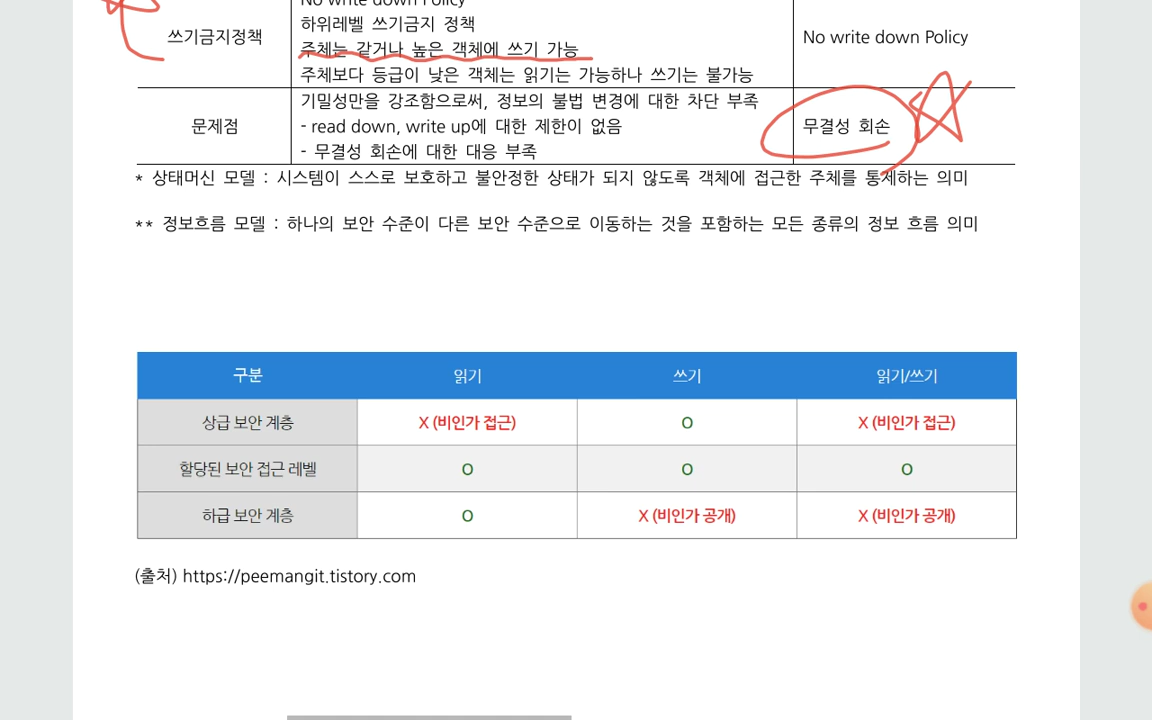 No write down Policy
하위레벨 쓰기금지 정책
쓰기금지정책
주체는 같거나 높은 객체에 쓰기 가능
No write down Policy
주체보다 등급이 낮은 객체는 읽기는 가능하나 쓰기는 불가능
기밀성만을 강조함으로써, 정보의 불법 변경에 대한 차단 부족
문제점
- read down, write up에 대한 제한이 없음
무결성 회손
- 무결성 회손에 대한 대응 부족
* 상태머신 모델 : 시스템이 스스로 보호하고 불안정한 상태가 되지 않도록 객체에 접근한 주체를 통제하는 의미
** 정보흐름 모델 : 하나의 보안 수준이 다른 보안 수준으로 이동하는 것을 포함하는 모든 종류의 정보 흐름 의미
구분 읽기 쓰기 읽기/쓰기
상급 보안 계층 X (비인가 접근) O X (비인가 접근)
할당된 보안 접근 레벨 O O O
하급 보안 계층 O X (비인가 공개) X (비인가 공개)
(출처) https://peemangit.tistory.com